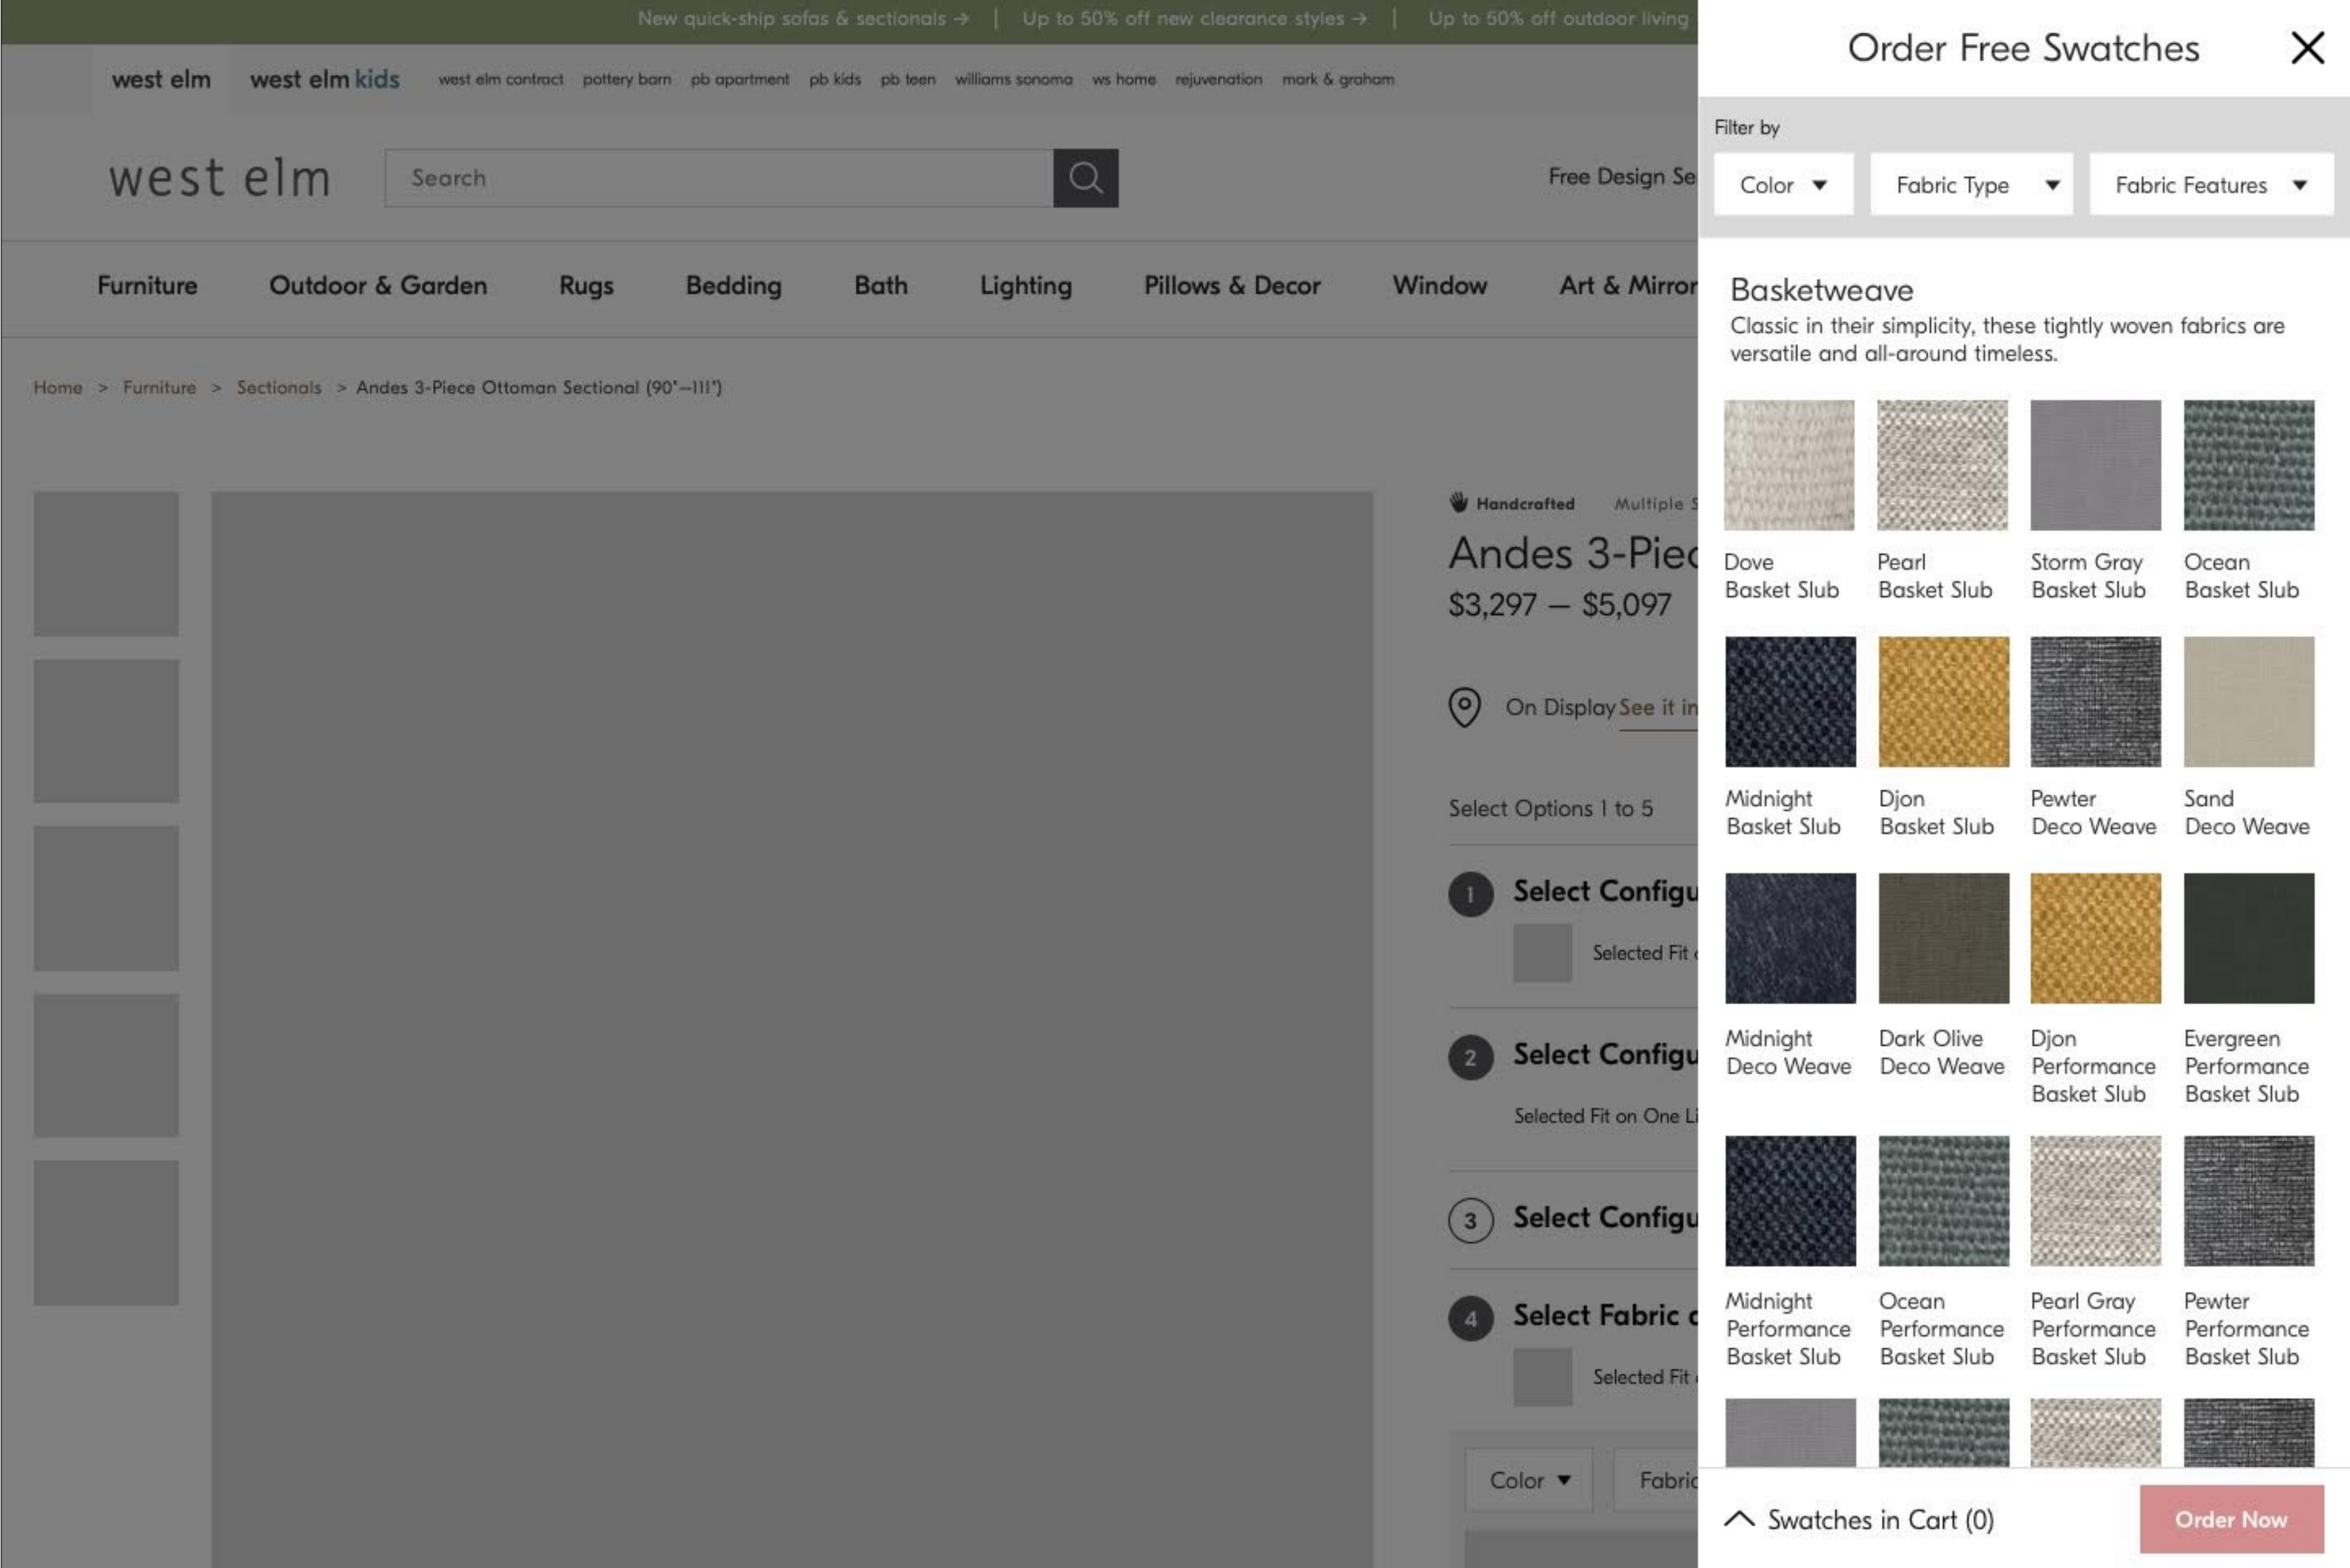 New quick-ship sofas & sectionals → | Up to 50% off new clearance styles → | Up to 50% off outdoor living
west elm west elm kids west elm contract pottery barn pb apartment pb kids pb teen williams sonoma ws home rejuvenation mark & graham
west elm Search Free Design Se
Furniture Outdoor & Garden Rugs Bedding Bath Lighting Pillows & Decor Window Art & Mirror
Home > Furniture > Sectionals > Andes 3-Piece Ottoman Sectional (90"–111")
Handcrafted Multiple S
Andes 3-Piec
$3,297 – $5,097
On Display See it in
Select Options 1 to 5
1 Select Configu
Selected Fit
2 Select Configu
Selected Fit on One Li
3 Select Configu
4 Select Fabric
Selected Fit
Color Fabric
Order Free Swatches
Filter by
Color Fabric Type Fabric Features
Basketweave
Classic in their simplicity, these tightly woven fabrics are
versatile and all-around timeless.
Dove Pearl Storm Gray Ocean
Basket Slub Basket Slub Basket Slub Basket Slub
Midnight Djon Pewter Sand
Basket Slub Basket Slub Deco Weave Deco Weave
Midnight Dark Olive Djon Evergreen
Deco Weave Deco Weave Performance Performance
Basket Slub Basket Slub
Midnight Ocean Pearl Gray Pewter
Performance Performance Performance Performance
Basket Slub Basket Slub Basket Slub Basket Slub
Swatches in Cart (0) Order Now